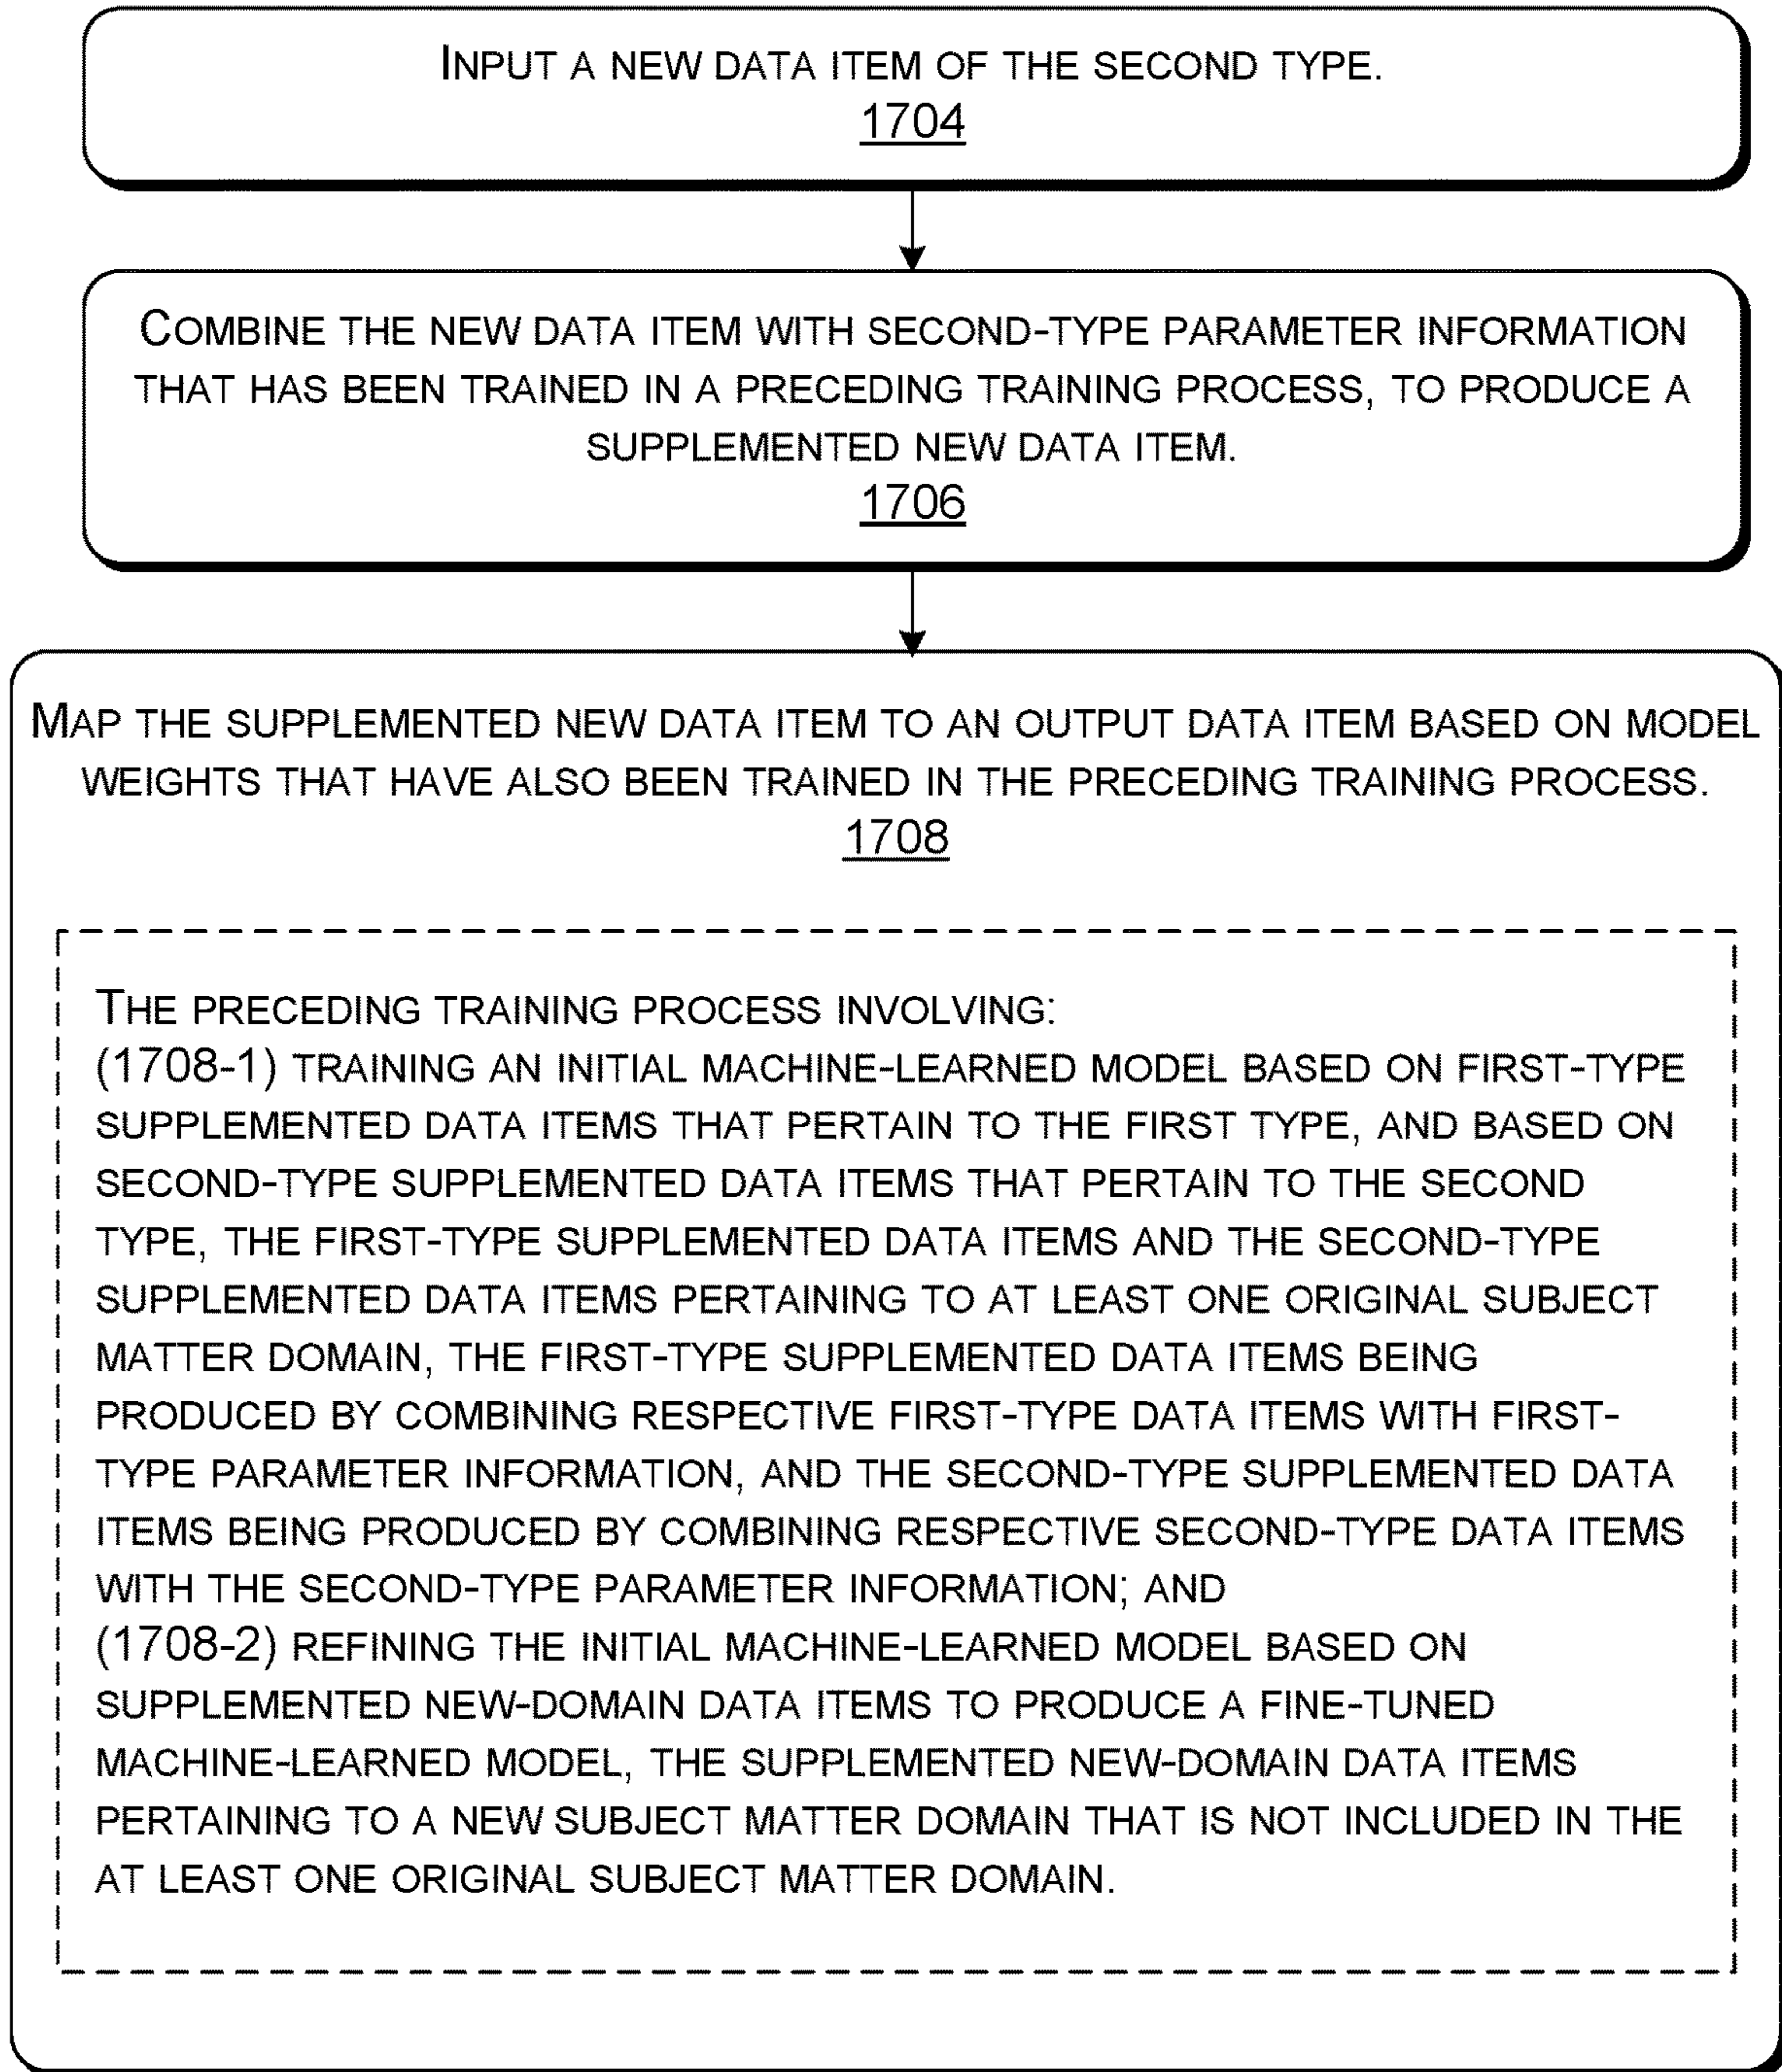 INPUT A NEW DATA ITEM OF THE SECOND TYPE.
1704
COMBINE THE NEW DATA ITEM WITH SECOND-TYPE PARAMETER INFORMATION
THAT HAS BEEN TRAINED IN A PRECEDING TRAINING PROCESS, TO PRODUCE A
SUPPLEMENTED NEW DATA ITEM.
1706
MAP THE SUPPLEMENTED NEW DATA ITEM TO AN OUTPUT DATA ITEM BASED ON MODEL
WEIGHTS THAT HAVE ALSO BEEN TRAINED IN THE PRECEDING TRAINING PROCESS.
1708
THE PRECEDING TRAINING PROCESS INVOLVING:
(1708-1) TRAINING AN INITIAL MACHINE-LEARNED MODEL BASED ON FIRST-TYPE
SUPPLEMENTED DATA ITEMS THAT PERTAIN TO THE FIRST TYPE, AND BASED ON
SECOND-TYPE SUPPLEMENTED DATA ITEMS THAT PERTAIN TO THE SECOND
TYPE, THE FIRST-TYPE SUPPLEMENTED DATA ITEMS AND THE SECOND-TYPE
SUPPLEMENTED DATA ITEMS PERTAINING TO AT LEAST ONE ORIGINAL SUBJECT
MATTER DOMAIN, THE FIRST-TYPE SUPPLEMENTED DATA ITEMS BEING
PRODUCED BY COMBINING RESPECTIVE FIRST-TYPE DATA ITEMS WITH FIRST-
TYPE PARAMETER INFORMATION, AND THE SECOND-TYPE SUPPLEMENTED DATA
ITEMS BEING PRODUCED BY COMBINING RESPECTIVE SECOND-TYPE DATA ITEMS
WITH THE SECOND-TYPE PARAMETER INFORMATION; AND
(1708-2) REFINING THE INITIAL MACHINE-LEARNED MODEL BASED ON
SUPPLEMENTED NEW-DOMAIN DATA ITEMS TO PRODUCE A FINE-TUNED
MACHINE-LEARNED MODEL, THE SUPPLEMENTED NEW-DOMAIN DATA ITEMS
PERTAINING TO A NEW SUBJECT MATTER DOMAIN THAT IS NOT INCLUDED IN THE
AT LEAST ONE ORIGINAL SUBJECT MATTER DOMAIN.